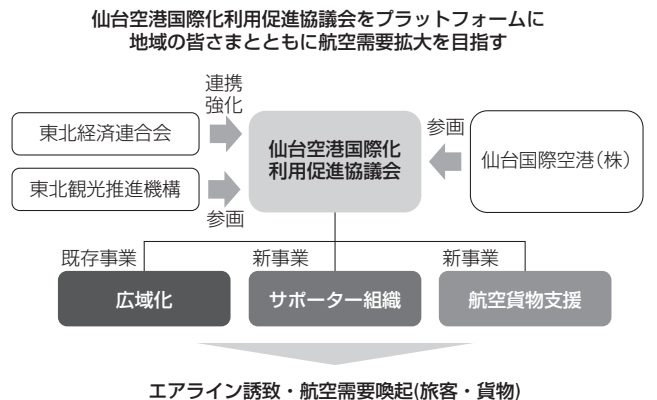 仙台空港国際化利用促進協議会をプラットフォームに
地域の皆さまとともに航空需要拡大を目指す
連携
強化
東北経済連合会
東北観光推進機構
参画
仙台空港国際化
利用促進協議会
参画
仙台国際空港(株)
既存事業
広域化
新事業
サポーター組織
新事業
航空貨物支援
エアライン誘致・航空需要喚起(旅客・貨物)